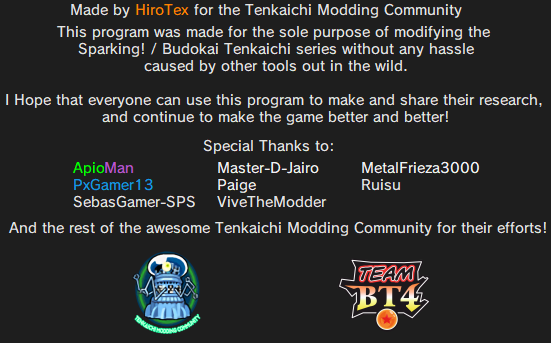 Made by HiroTex for the Tenkaichi Modding Community
This program was made for the sole purpose of modifying the
Sparking! / Budokai Tenkaichi series without any hassle
caused by other tools out in the wild.
I Hope that everyone can use this program to make and share their research,
and continue to make the game better and better!
Special Thanks to:
ApioMan Master-D-Jairo MetalFrieza3000
PxGamer13 Paige Ruisu
SebasGamer-SPS ViveTheModder
And the rest of the awesome Tenkaichi Modding Community for their efforts!
TENKAICHI MODDING COMMUNITY
TEAM
BT4